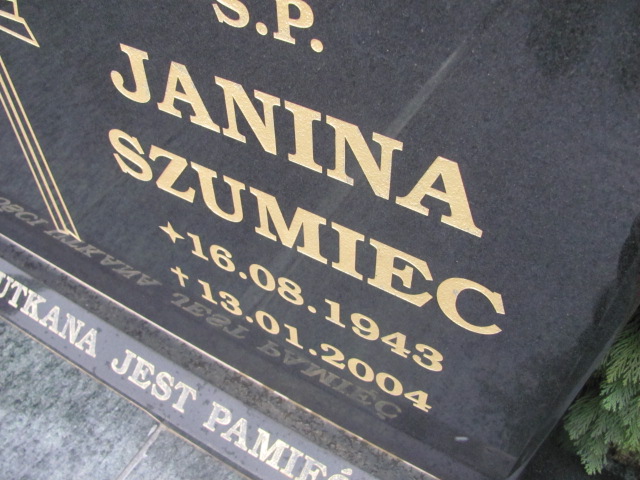 Ś.P.
JANINA
SZUMIEC
16.08.1943
13.01.2004
UTKANA JEST PAMIĘĆ